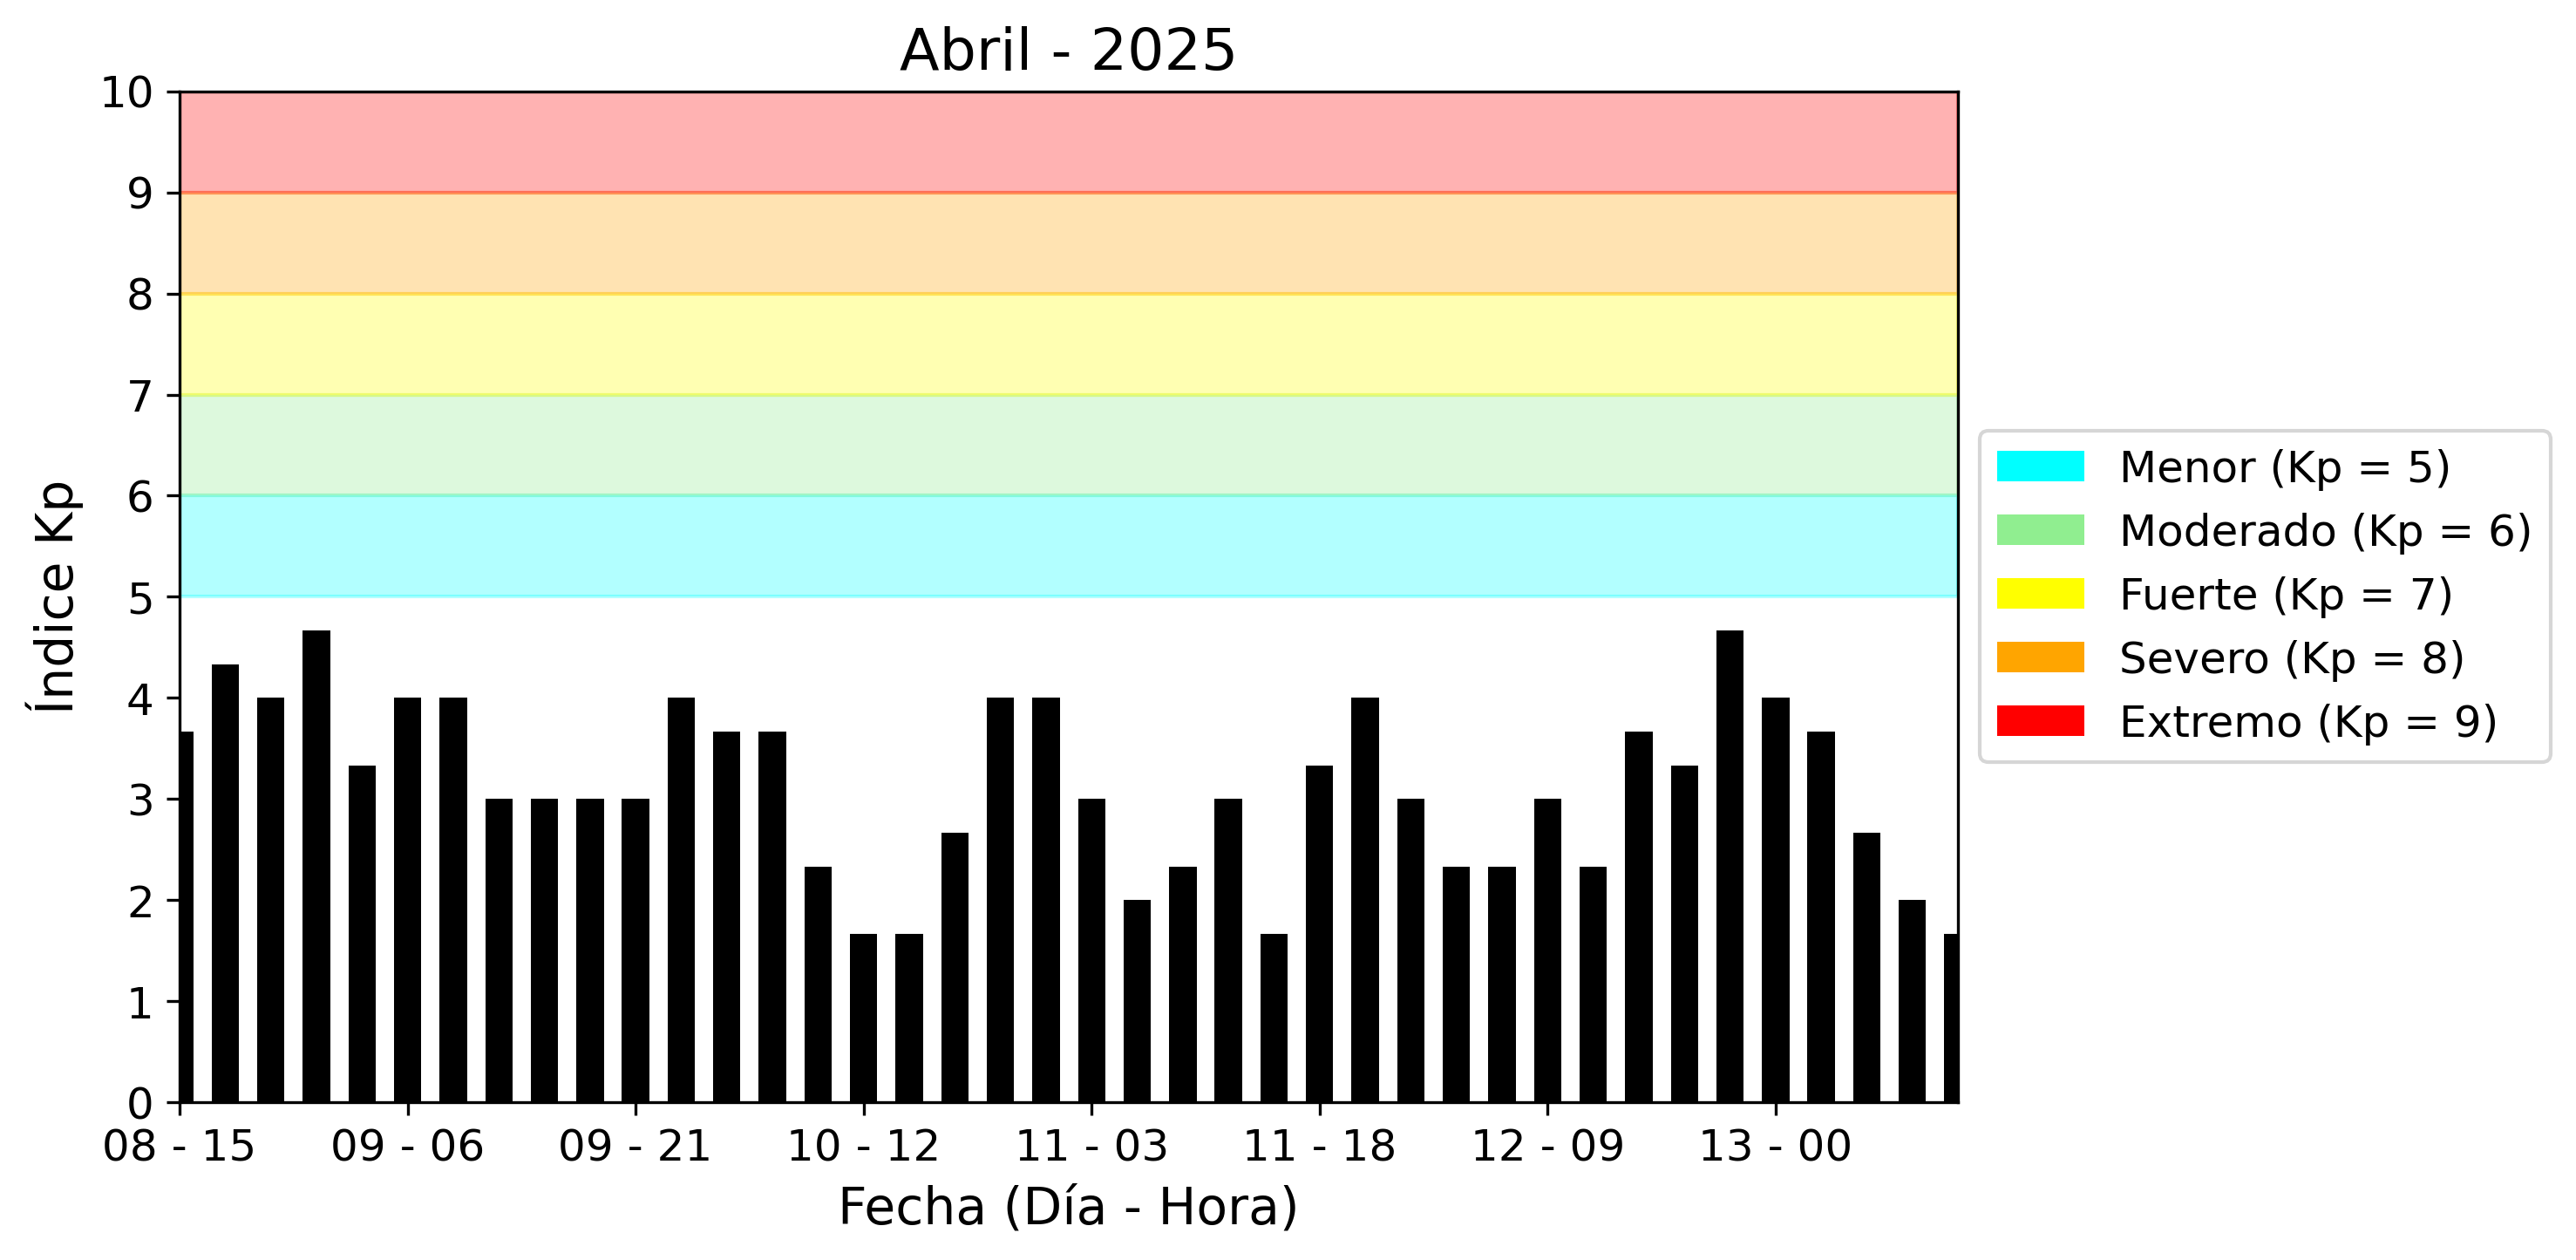 Abril - 2025
10
9
8
7
6
5
4
3
2
1
0
Índice Kp
08 - 15
09 - 06
09 - 21
10 - 12
11 - 03
11 - 18
12 - 09
13 - 00
Fecha (Día - Hora)
Menor (Kp = 5)
Moderado (Kp = 6)
Fuerte (Kp = 7)
Severo (Kp = 8)
Extremo (Kp = 9)